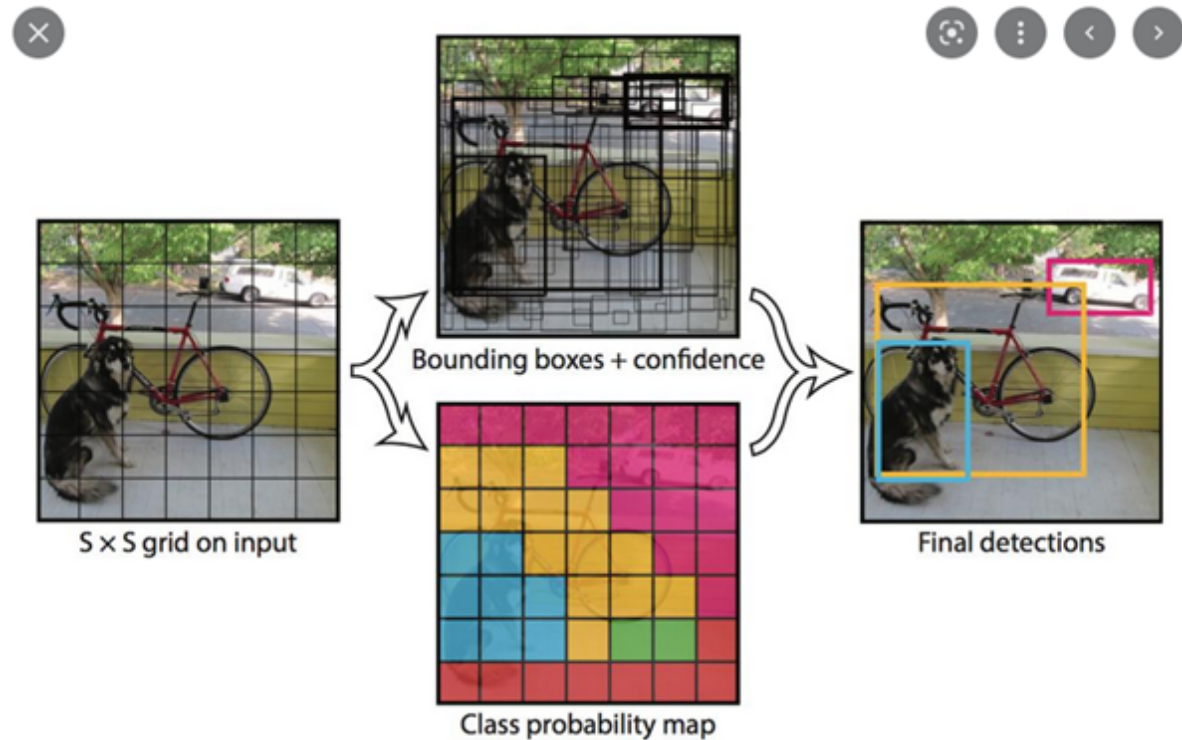 Bounding boxes + confidence
S × S grid on input
Final detections
Class probability map